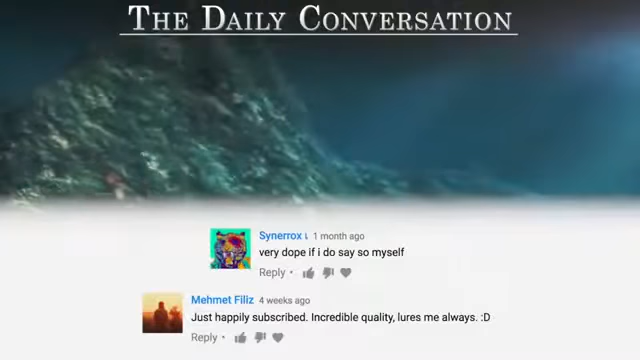 THE DAILY CONVERSATION
Synerrox 1 month ago
very dope if i do say so myself
Reply •
Mehmet Filiz 4 weeks ago
Just happily subscribed. Incredible quality, lures me always. :D
Reply •